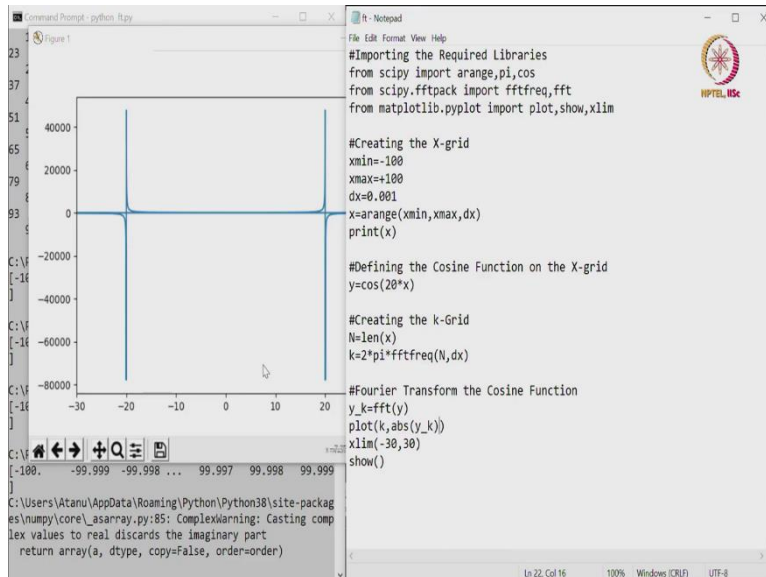 Command Prompt - python ft.py
Figure 1
23
37
51
65
79
93
40000
20000
0
−20000
−40000
−60000
−80000
−30
−20
−10
0
10
20
C:\
[-10
]
C:\
[-10
]
C:\
[-10
]
C:\
[-100. -99.999 -99.998 ... 99.997 99.998 99.999
]
C:\Users\Atanu\AppData\Roaming\Python\Python38\site-packag
es\numpy\core\_asarray.py:85: ComplexWarning: Casting comp
lex values to real discards the imaginary part
return array(a, dtype, copy=False, order=order)
ft - Notepad
File Edit Format View Help
#Importing the Required Libraries
from scipy import arange,pi,cos
from scipy.fftpack import fftfreq,fft
from matplotlib.pyplot import plot,show,xlim
#Creating the X-grid
xmin=-100
xmax=+100
dx=0.001
x=arange(xmin,xmax,dx)
print(x)
#Defining the Cosine Function on the X-grid
y=cos(20*x)
#Creating the k-Grid
N=len(x)
k=2*pi*fftfreq(N,dx)
#Fourier Transform the Cosine Function
y_k=fft(y)
plot(k,abs(y_k))
xlim(-30,30)
show()
NPTEL, IISc
Ln 22, Col 16 100% Windows (CRLF) UTF-8